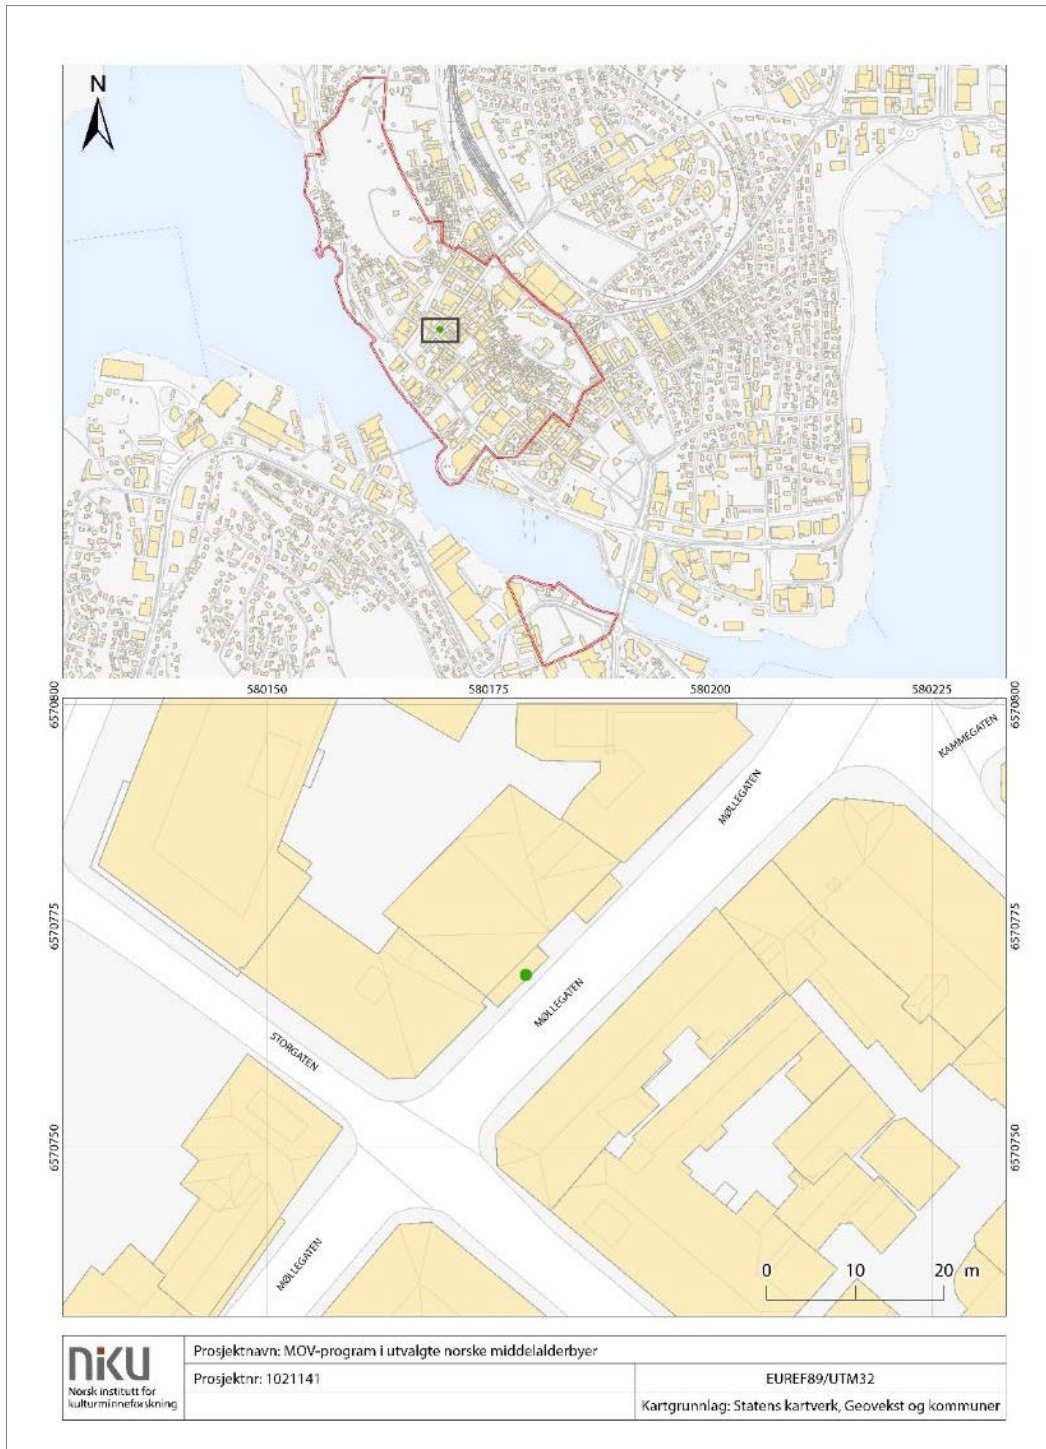 N
580150 580175 580200 580225
6570800 6570800
KAMMEGATEN
MØLLEGATEN
6570775 6570775
MØLLEGATEN
STORGATEN
6570750 6570750
MØLLEGATEN
0 10 20 m
niku
Norsk institutt for
kulturminneforskning
Prosjektnavn: MOV-program i utvalgte norske middelalderbyer
Prosjektnr: 1021141
EUREF89/UTM32
Kartgrunnlag: Statens kartverk, Geovekst og kommuner